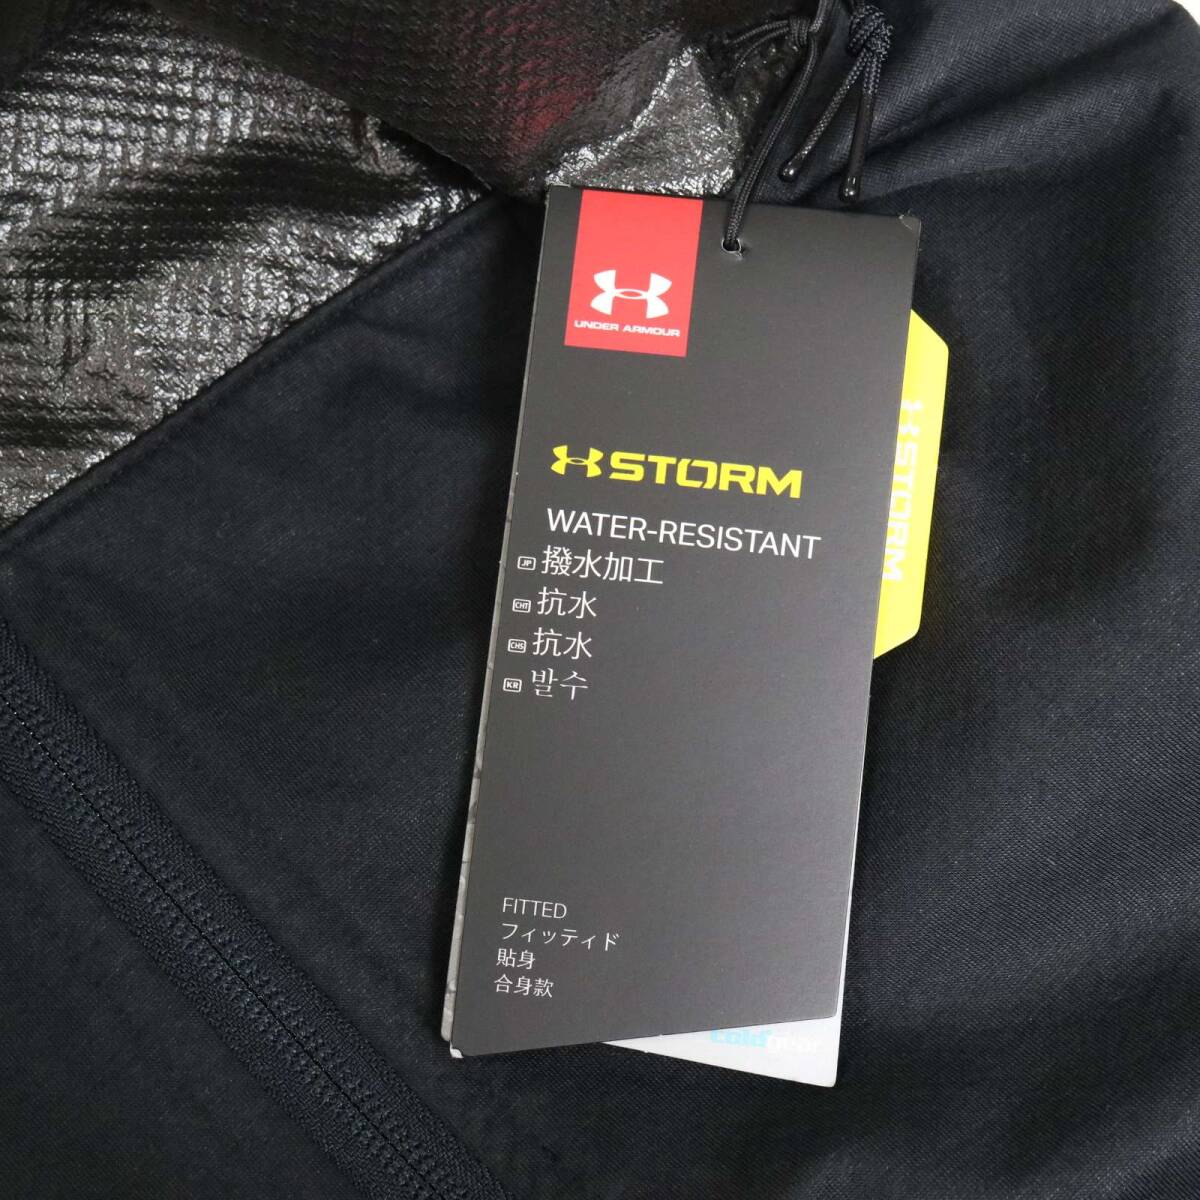 UNDER ARMOUR
STORM
WATER-RESISTANT
JP 撥水加工
CHT 抗水
CHS 抗水
KR 발수
FITTED
フィッティド
貼身
合身款
STORM
coldgear